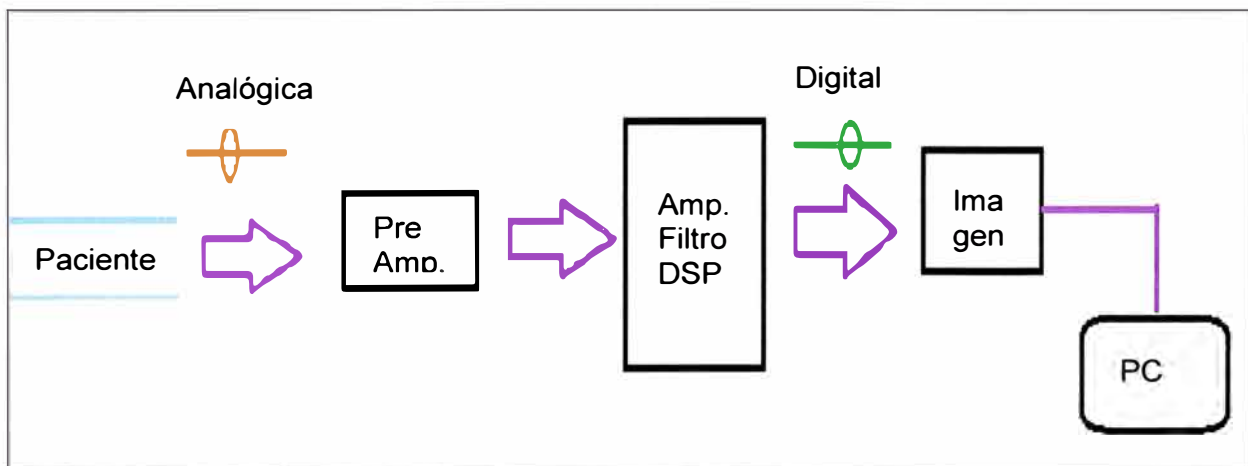 Analógica
Digital
Paciente
Pre
Amp.
Amp.
Filtro
DSP
Ima
gen
PC